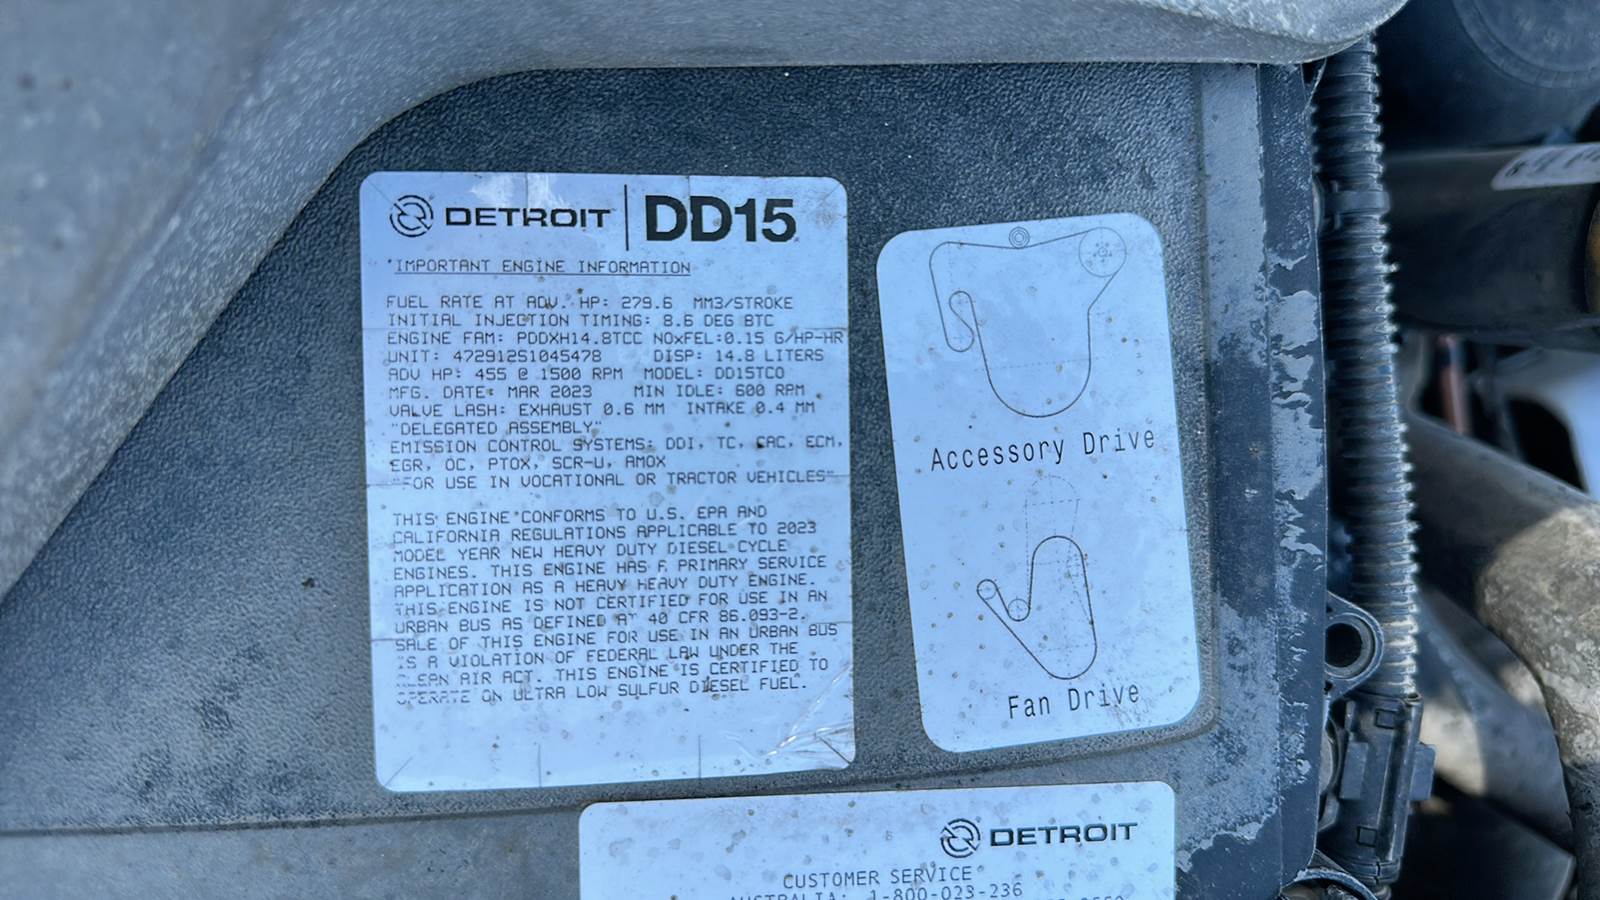 DETROIT DD15
*IMPORTANT ENGINE INFORMATION
FUEL RATE AT ADV. HP: 279.6 MM3/STROKE
INITIAL INJECTION TIMING: 8.6 DEG BTC
ENGINE FAM: PDDXH14.8TCC NOxFEL:0.15 G/HP-HR
UNIT: 472912S1045478 DISP: 14.8 LITERS
ADV HP: 455 @ 1500 RPM MODEL: DD15TCO
MFG. DATE: MAR 2023 MIN IDLE: 600 RPM
VALVE LASH: EXHAUST 0.6 MM INTAKE 0.4 MM
"DELEGATED ASSEMBLY"
EMISSION CONTROL SYSTEMS: DDI, TC, CAC, ECM,
EGR, OC, PTOX, SCR-U, AMOX
"FOR USE IN VOCATIONAL OR TRACTOR VEHICLES"
THIS ENGINE CONFORMS TO U.S. EPA AND
CALIFORNIA REGULATIONS APPLICABLE TO 2023
MODEL YEAR NEW HEAVY DUTY DIESEL CYCLE
ENGINES. THIS ENGINE HAS A PRIMARY SERVICE
APPLICATION AS A HEAVY HEAVY DUTY ENGINE.
THIS ENGINE IS NOT CERTIFIED FOR USE IN AN
URBAN BUS AS DEFINED AT 40 CFR 86.093-2.
SALE OF THIS ENGINE FOR USE IN AN URBAN BUS
IS A VIOLATION OF FEDERAL LAW UNDER THE
CLEAN AIR ACT. THIS ENGINE IS CERTIFIED TO
OPERATE ON ULTRA LOW SULFUR DIESEL FUEL.
Accessory Drive
Fan Drive
DETROIT
CUSTOMER SERVICE
AUSTRALIA: 1-800-023-236